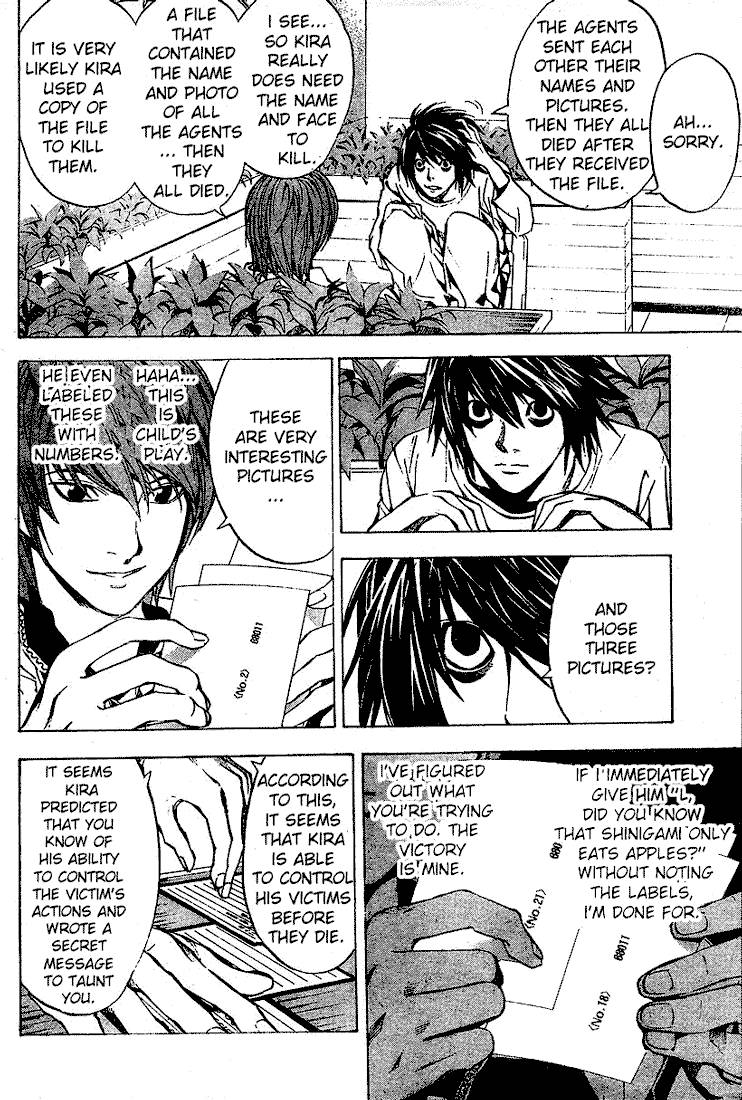 AH...
SORRY.
THE AGENTS
SENT EACH
OTHER THEIR
NAMES AND
PICTURES.
THEN THEY ALL
DIED AFTER
THEY RECEIVED
THE FILE.
I SEE...
SO KIRA
REALLY
DOES NEED
THE NAME
AND FACE
TO
KILL.
A FILE
THAT
CONTAINED
THE NAME
AND PHOTO
OF ALL
THE AGENTS
... THEN
THEY
ALL DIED.
IT IS VERY
LIKELY KIRA
USED A
COPY OF
THE FILE
TO KILL
THEM.
THESE
ARE VERY
INTERESTING
PICTURES
...
HAHA...
THIS
IS
CHILD'S
PLAY.
HE EVEN
LABELED
THESE
WITH
NUMBERS.
B8011
(No.2)
AND
THOSE
THREE
PICTURES?
IF I IMMEDIATELY
GIVE HIM "L,
DID YOU KNOW
THAT SHINIGAMI ONLY
EATS APPLES?"
WITHOUT NOTING
THE LABELS,
I'M DONE FOR.
I'VE FIGURED
OUT WHAT
YOU'RE TRYING
TO DO. THE
VICTORY
IS MINE.
B80
(No.21)
B8011
(No.18)
ACCORDING
TO THIS,
IT SEEMS
THAT KIRA
IS ABLE
TO CONTROL
HIS VICTIMS
BEFORE
THEY DIE.
IT SEEMS
KIRA
PREDICTED
THAT YOU
KNOW OF
HIS ABILITY
TO CONTROL
THE VICTIM'S
ACTIONS AND
WROTE A
SECRET
MESSAGE
TO TAUNT
YOU.